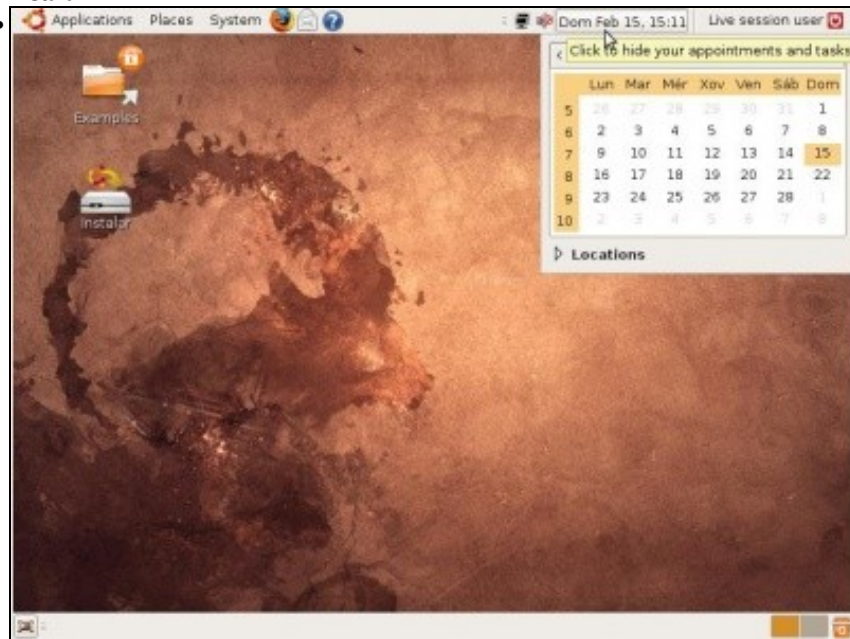 Applications Places System Dom Feb 15, 15:11 Live session user
Click to hide your appointments and tasks
Lun Mar Mér Xov Ven Sáb Dom
5 26 27 28 29 30 31 1
6 2 3 4 5 6 7 8
7 9 10 11 12 13 14 15
8 16 17 18 19 20 21 22
9 23 24 25 26 27 28 1
10 2 3 4 5 6 7 8
Locations
Examples
Instalar